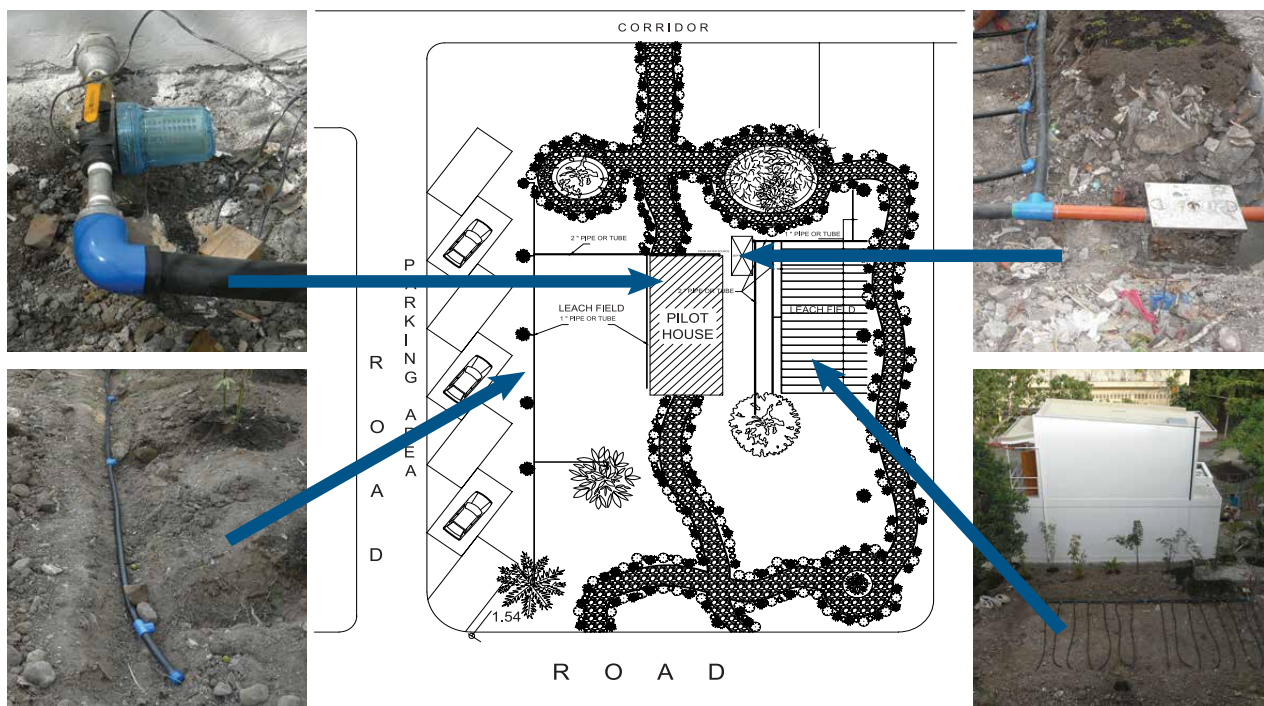 CORRIDOR
2 " PIPE OR TUBE
1 " PIPE OR TUBE
2 " PIPE OR TUBE
LEACH FIELD
1 " PIPE OR TUBE
PILOT
HOUSE
LEACH FIELD
PARKING AREA
ROAD
1.54
ROAD